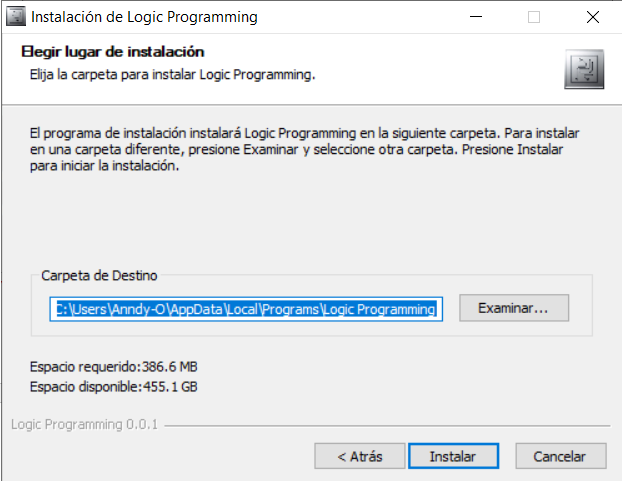 Instalación de Logic Programming
Elegir lugar de instalación
Elija la carpeta para instalar Logic Programming.
El programa de instalación instalará Logic Programming en la siguiente carpeta. Para instalar
en una carpeta diferente, presione Examinar y seleccione otra carpeta. Presione Instalar
para iniciar la instalación.
Carpeta de Destino
C:\Users\Anndy-O\AppData\Local\Programs\Logic Programming
Examinar...
Espacio requerido:386.6 MB
Espacio disponible:455.1 GB
Logic Programming 0.0.1
< Atrás
Instalar
Cancelar